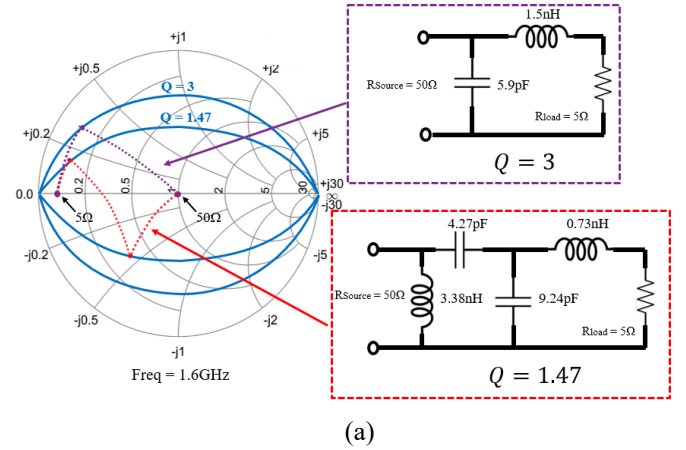 +j1
+j0.5
+j2
Q = 3
Q = 1.47
+j0.2
+j5
0.0
0.2
0.5
1
2
5
30
∞
+j30
-j30
5Ω
50Ω
-j0.2
-j5
-j0.5
-j2
-j1
Freq = 1.6GHz
1.5nH
RSource = 50Ω
5.9pF
Rload = 5Ω
Q = 3
4.27pF
0.73nH
RSource = 50Ω
3.38nH
9.24pF
Rload = 5Ω
Q = 1.47
(a)